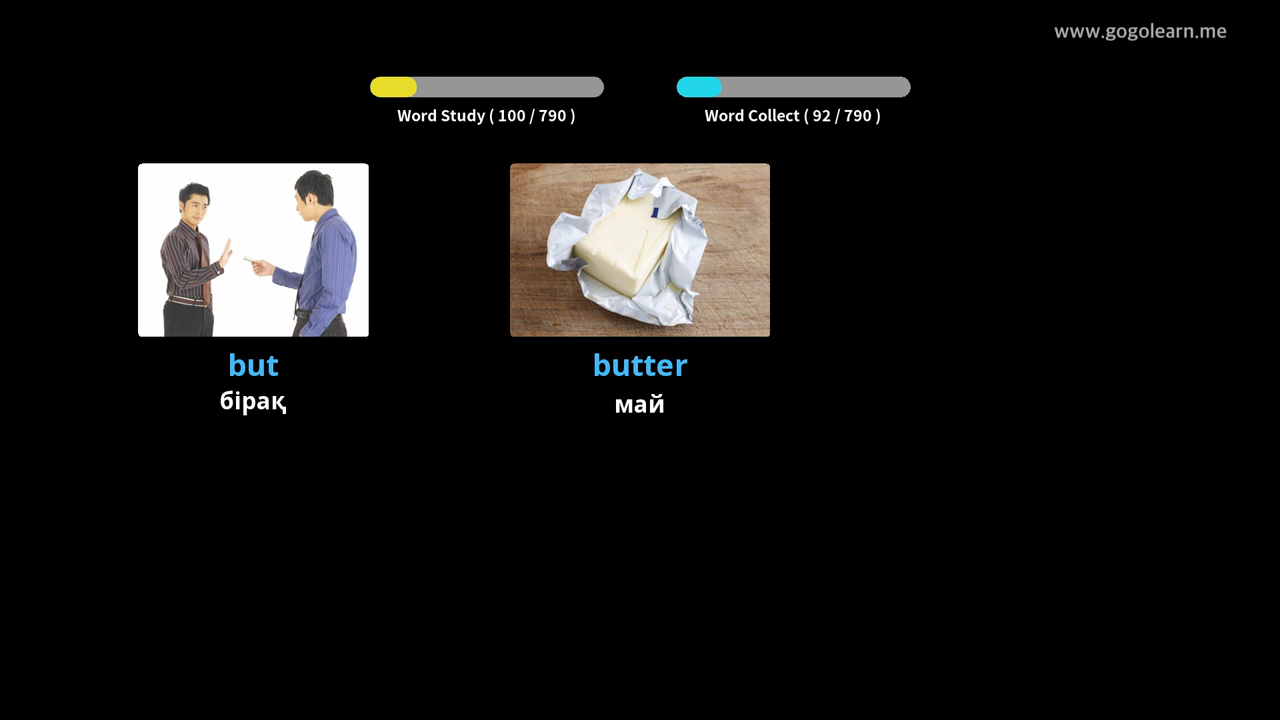 www.gogolearn.me
Word Study ( 100 / 790 )
Word Collect ( 92 / 790 )
but
бірақ
butter
май